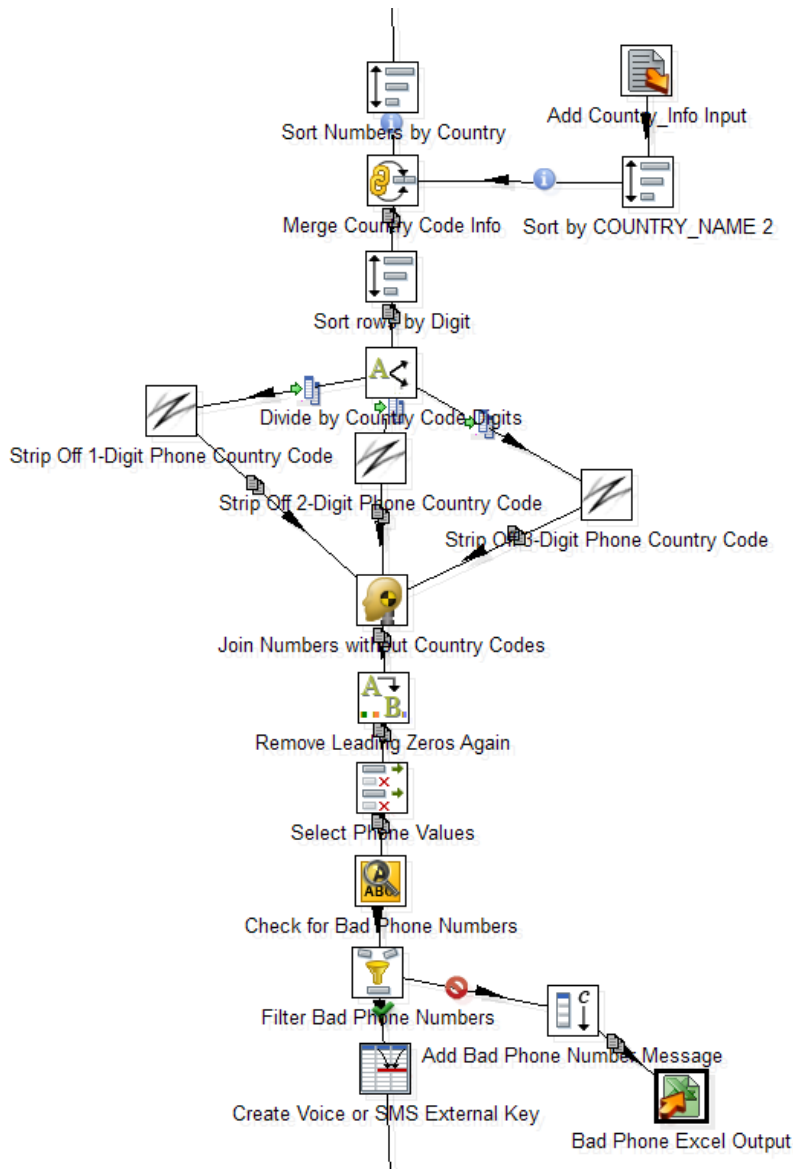 Add Country_Info Input
Sort Numbers by Country
Merge Country Code Info
Sort by COUNTRY_NAME 2
Sort rows by Digit
Divide by Country Code Digits
Strip Off 1-Digit Phone Country Code
Strip Off 2-Digit Phone Country Code
Strip Off 3-Digit Phone Country Code
Join Numbers without Country Codes
Remove Leading Zeros Again
Select Phone Values
Check for Bad Phone Numbers
Filter Bad Phone Numbers
Add Bad Phone Number Message
Create Voice or SMS External Key
Bad Phone Excel Output